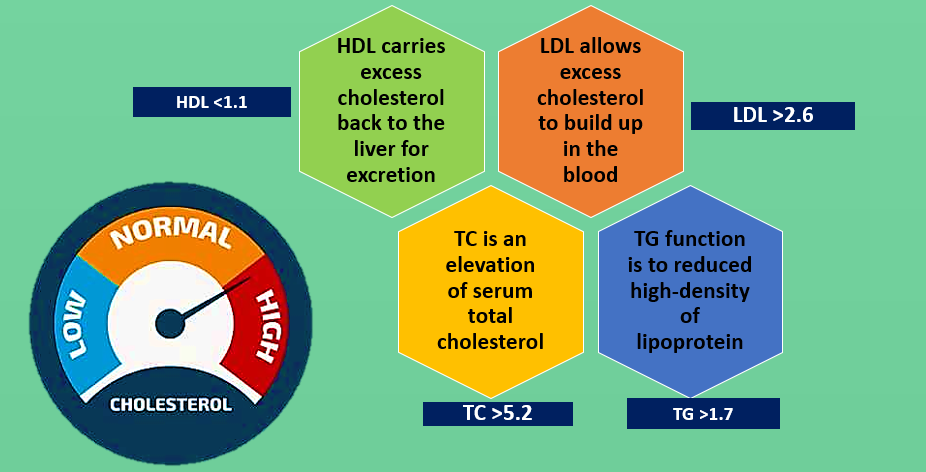 HDL carries
excess
cholesterol
back to the
liver for
excretion
LDL allows
excess
cholesterol
to build up
in the
blood
HDL <1.1
LDL >2.6
NORMAL
LOW
HIGH
CHOLESTEROL
TC is an
elevation
of serum
total
cholesterol
TG function
is to reduced
high-density
of
lipoprotein
TC >5.2
TG >1.7